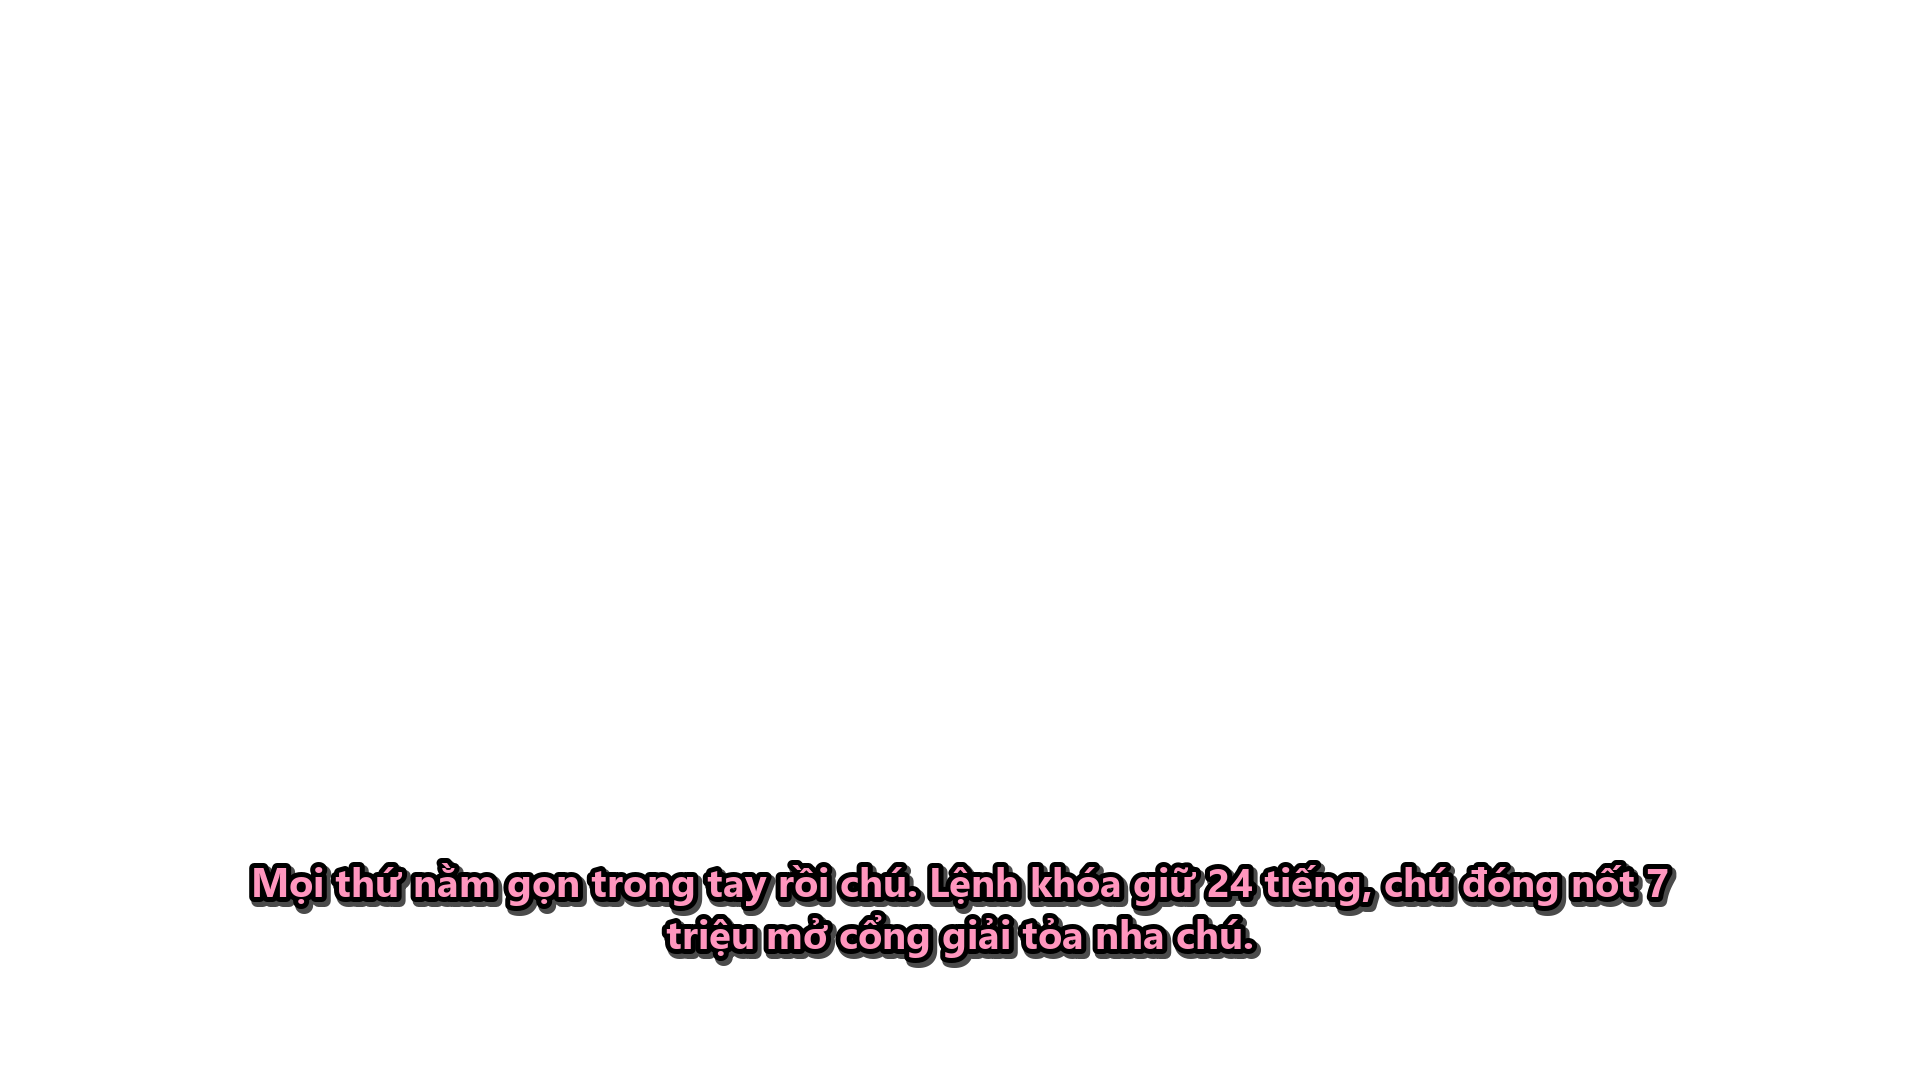 Mọi thứ nằm gọn trong tay rồi chú. Lệnh khóa giữ 24 tiếng, chú đóng nốt 7
triệu mở cổng giải tỏa nha chú.